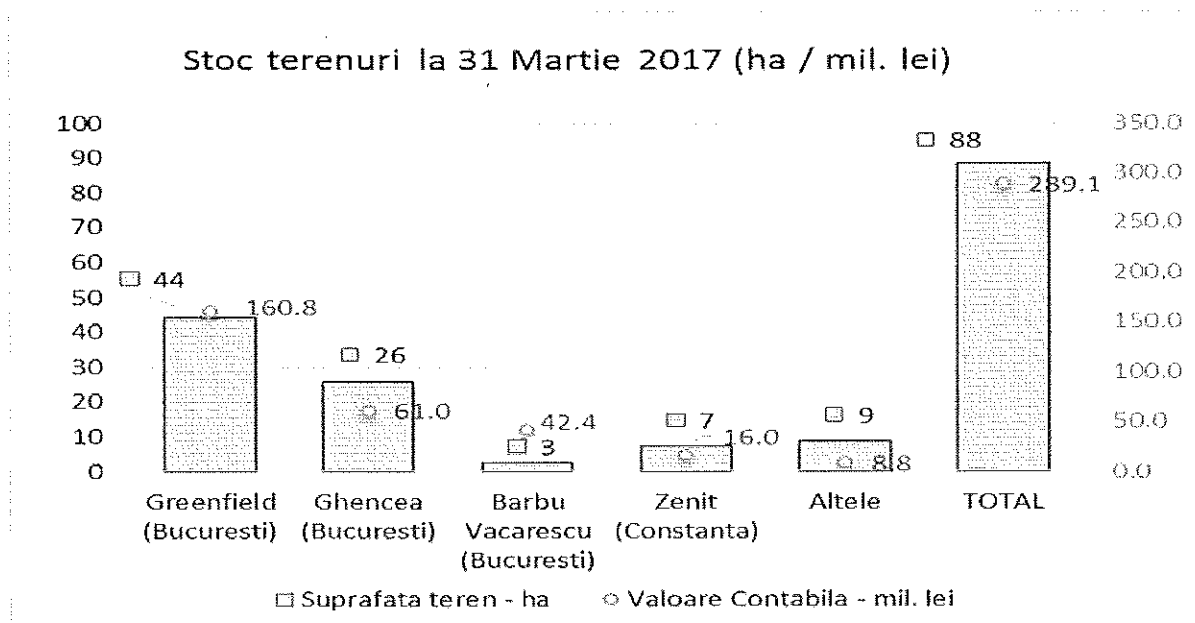 Stoc terenuri la 31 Martie 2017 (ha / mil. lei)
100
90
80
70
60
50
40
30
20
10
0
350.0
300.0
250.0
200.0
150.0
100.0
50.0
0.0
44
160.8
26
61.0
42.4
3
7
16.0
9
8.8
88
289.1
Greenfield
(Bucuresti)
Ghencea
(Bucuresti)
Barbu
Vacarescu
(Bucuresti)
Zenit
(Constanta)
Altele
TOTAL
Suprafata teren - ha
Valoare Contabila - mil. lei